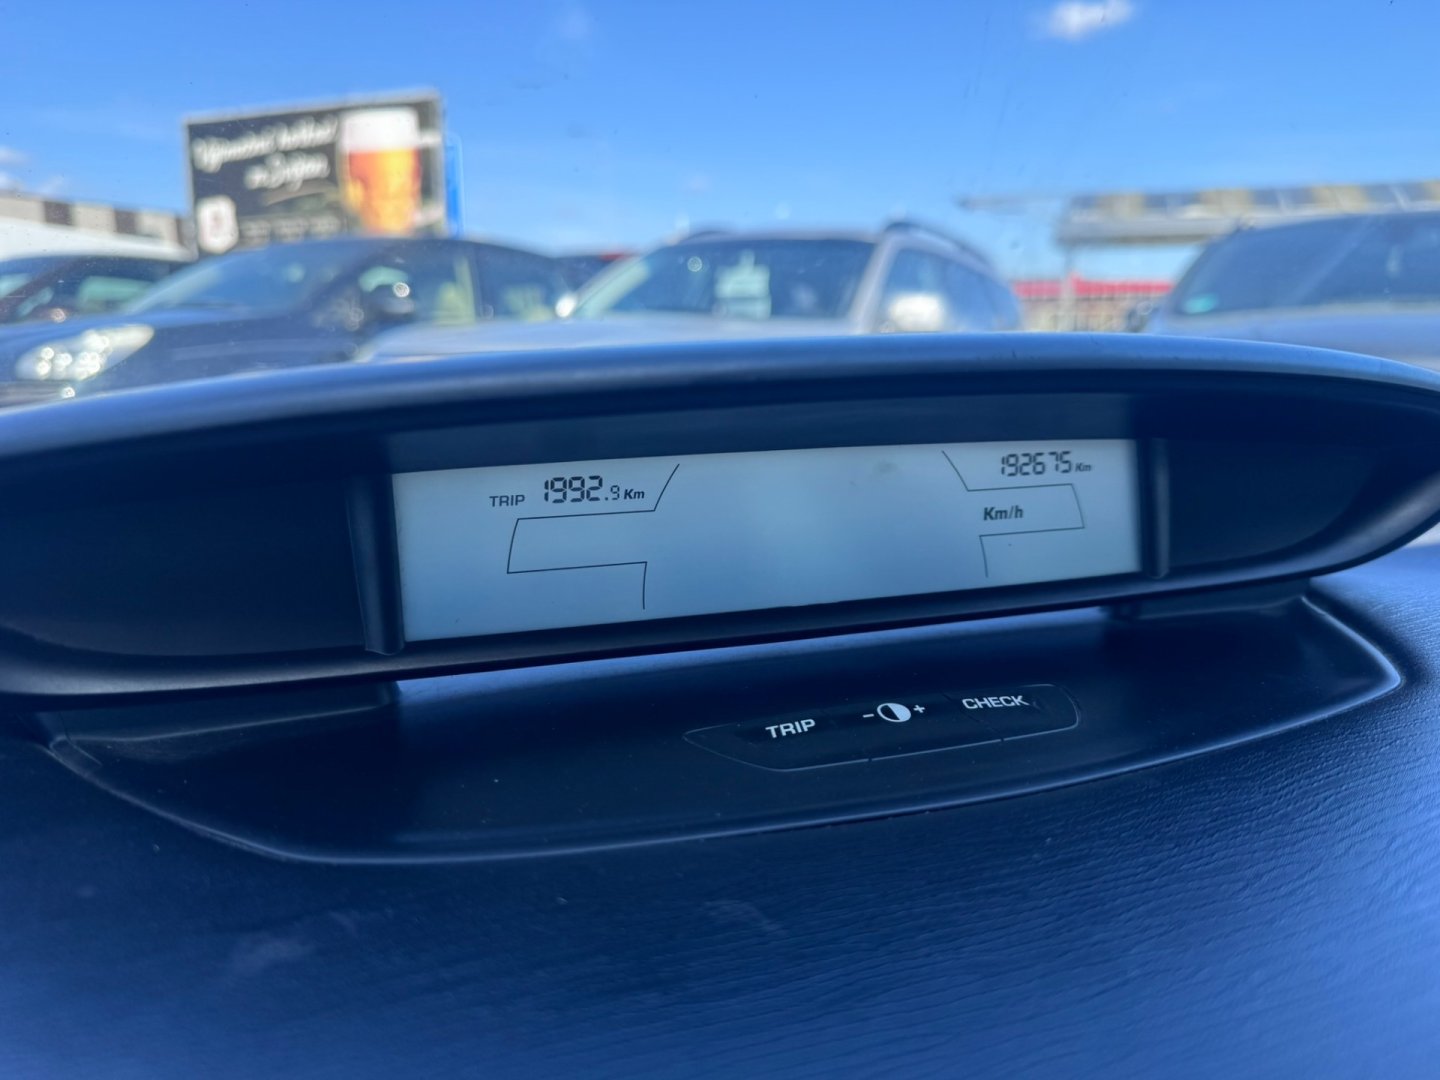 TRIP 1992.9 Km
192675 Km
Km/h
TRIP - + CHECK